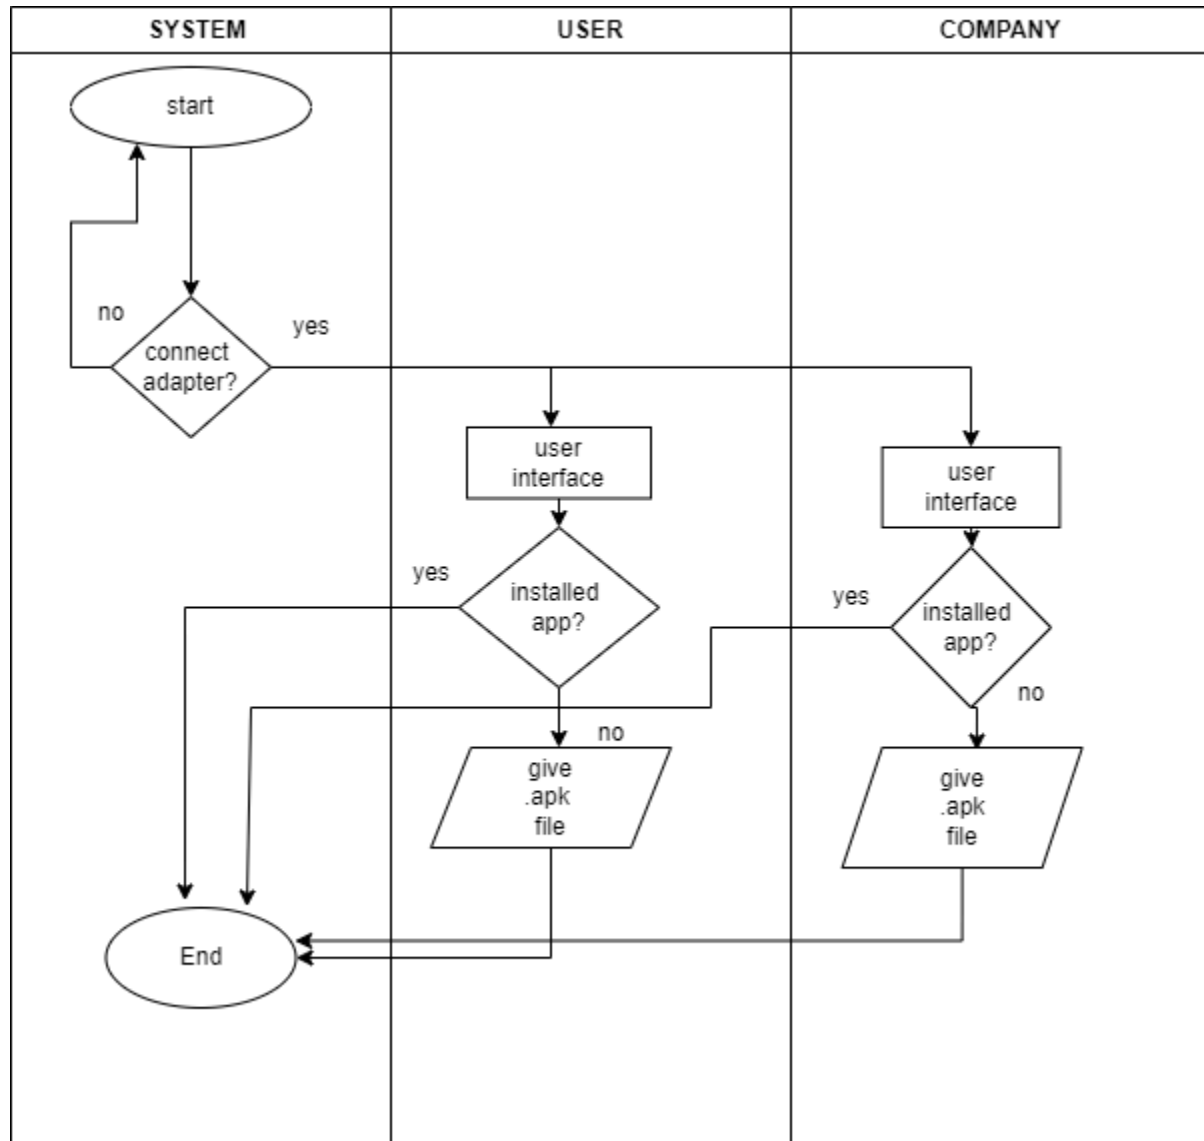 SYSTEM
USER
COMPANY
start
no
yes
connect
adapter?
user
interface
user
interface
yes
installed
app?
yes
installed
app?
no
no
give
.apk
file
give
.apk
file
End